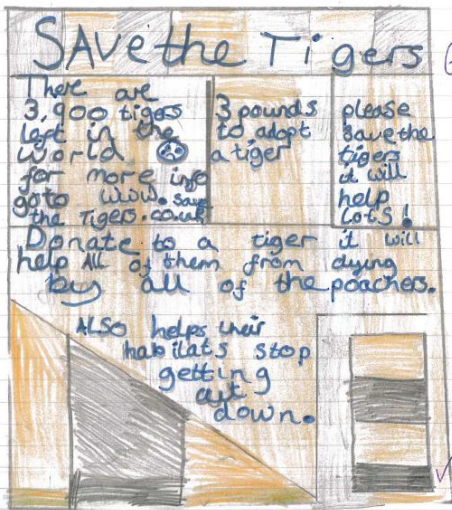 SAVe the TigerS
There are
3,900 tigers
left in the
world
for more info
go to www.save
the Tigers.co.uk
3 pounds
to adopt
a tiger
please
save the
tigers
it will
help
LoTS!
Donate to a tiger it will
help All of them from dying
by all of the poachers.
ALSO helps their
habitats stop
getting
cut
down.